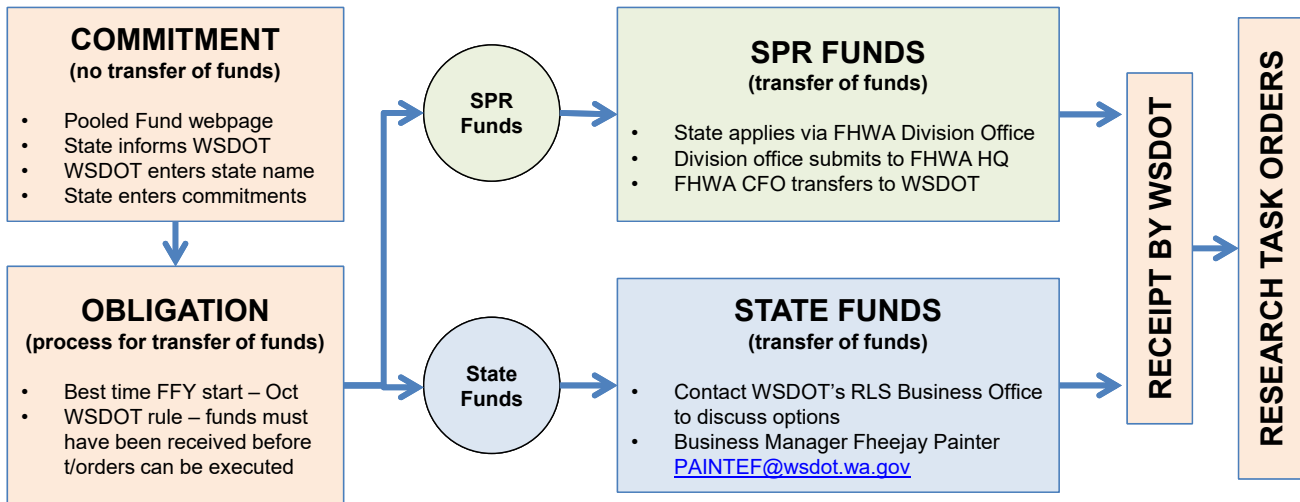 COMMITMENT
(no transfer of funds)
• Pooled Fund webpage
• State informs WSDOT
• WSDOT enters state name
• State enters commitments
OBLIGATION
(process for transfer of funds)
• Best time FFY start – Oct
• WSDOT rule – funds must
have been received before
t/orders can be executed
SPR
Funds
State
Funds
SPR FUNDS
(transfer of funds)
• State applies via FHWA Division Office
• Division office submits to FHWA HQ
• FHWA CFO transfers to WSDOT
STATE FUNDS
(transfer of funds)
• Contact WSDOT's RLS Business Office
to discuss options
• Business Manager Fheejay Painter
PAINTEF@wsdot.wa.gov
RECEIPT BY WSDOT
RESEARCH TASK ORDERS